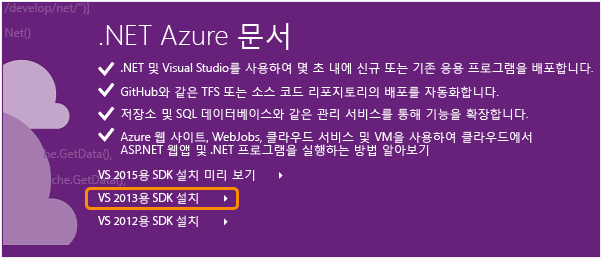 /develop/net/")]
Net()
.NET Azure 문서
.NET 및 Visual Studio를 사용하여 몇 초 내에 신규 또는 기존 응용 프로그램을 배포합니다.
GitHub와 같은 TFS 또는 소스 코드 리포지토리의 배포를 자동화합니다.
저장소 및 SQL 데이터베이스와 같은 관리 서비스를 통해 기능을 확장합니다.
Azure 웹 사이트, WebJobs, 클라우드 서비스 및 VM을 사용하여 클라우드에서
ASP.NET 웹앱 및 .NET 프로그램을 실행하는 방법 알아보기
che.GetData(),
VS 2015용 SDK 설치 미리 보기
che.GetData(),
VS 2013용 SDK 설치
VS 2012용 SDK 설치